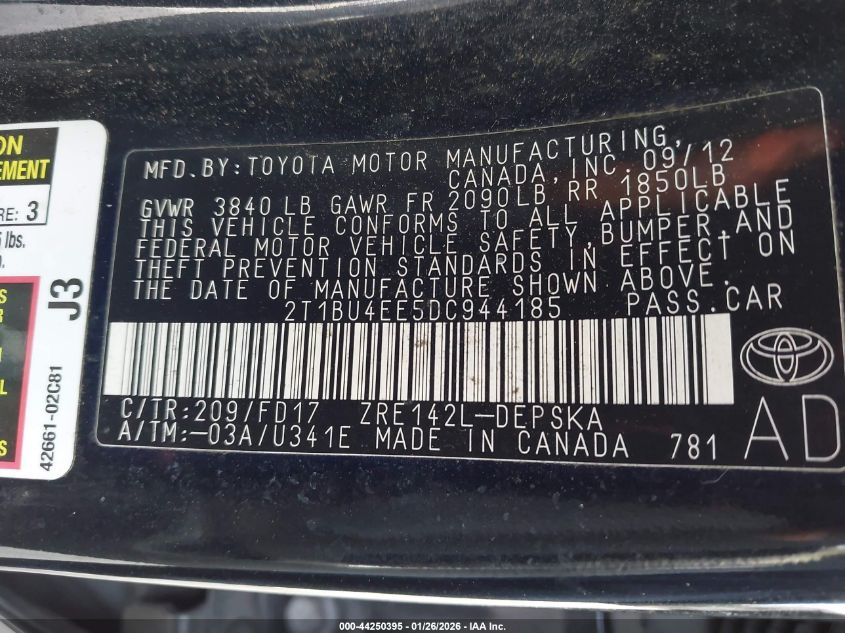 ON
EMENT
RE: 3
lbs.
J3
42661-02C81
MFD.BY:TOYOTA MOTOR MANUFACTURING,
CANADA,INC. 09/12
GVWR 3840LB GAWR FR 2090LB RR 1850LB
THIS VEHICLE CONFORMS TO ALL APPLICABLE
FEDERAL MOTOR VEHICLE SAFETY,BUMPER,AND
THEFT PREVENTION STANDARDS IN EFFECT ON
THE DATE OF MANUFACTURE SHOWN ABOVE.
2T1BU4EE5DC944185 PASS.CAR
C/TR:209/FD17 ZRE142L-DEPSKA
A/TM:-03A/U341E MADE IN CANADA 781
AD
000-44250395 - 01/26/2026 - IAA Inc.